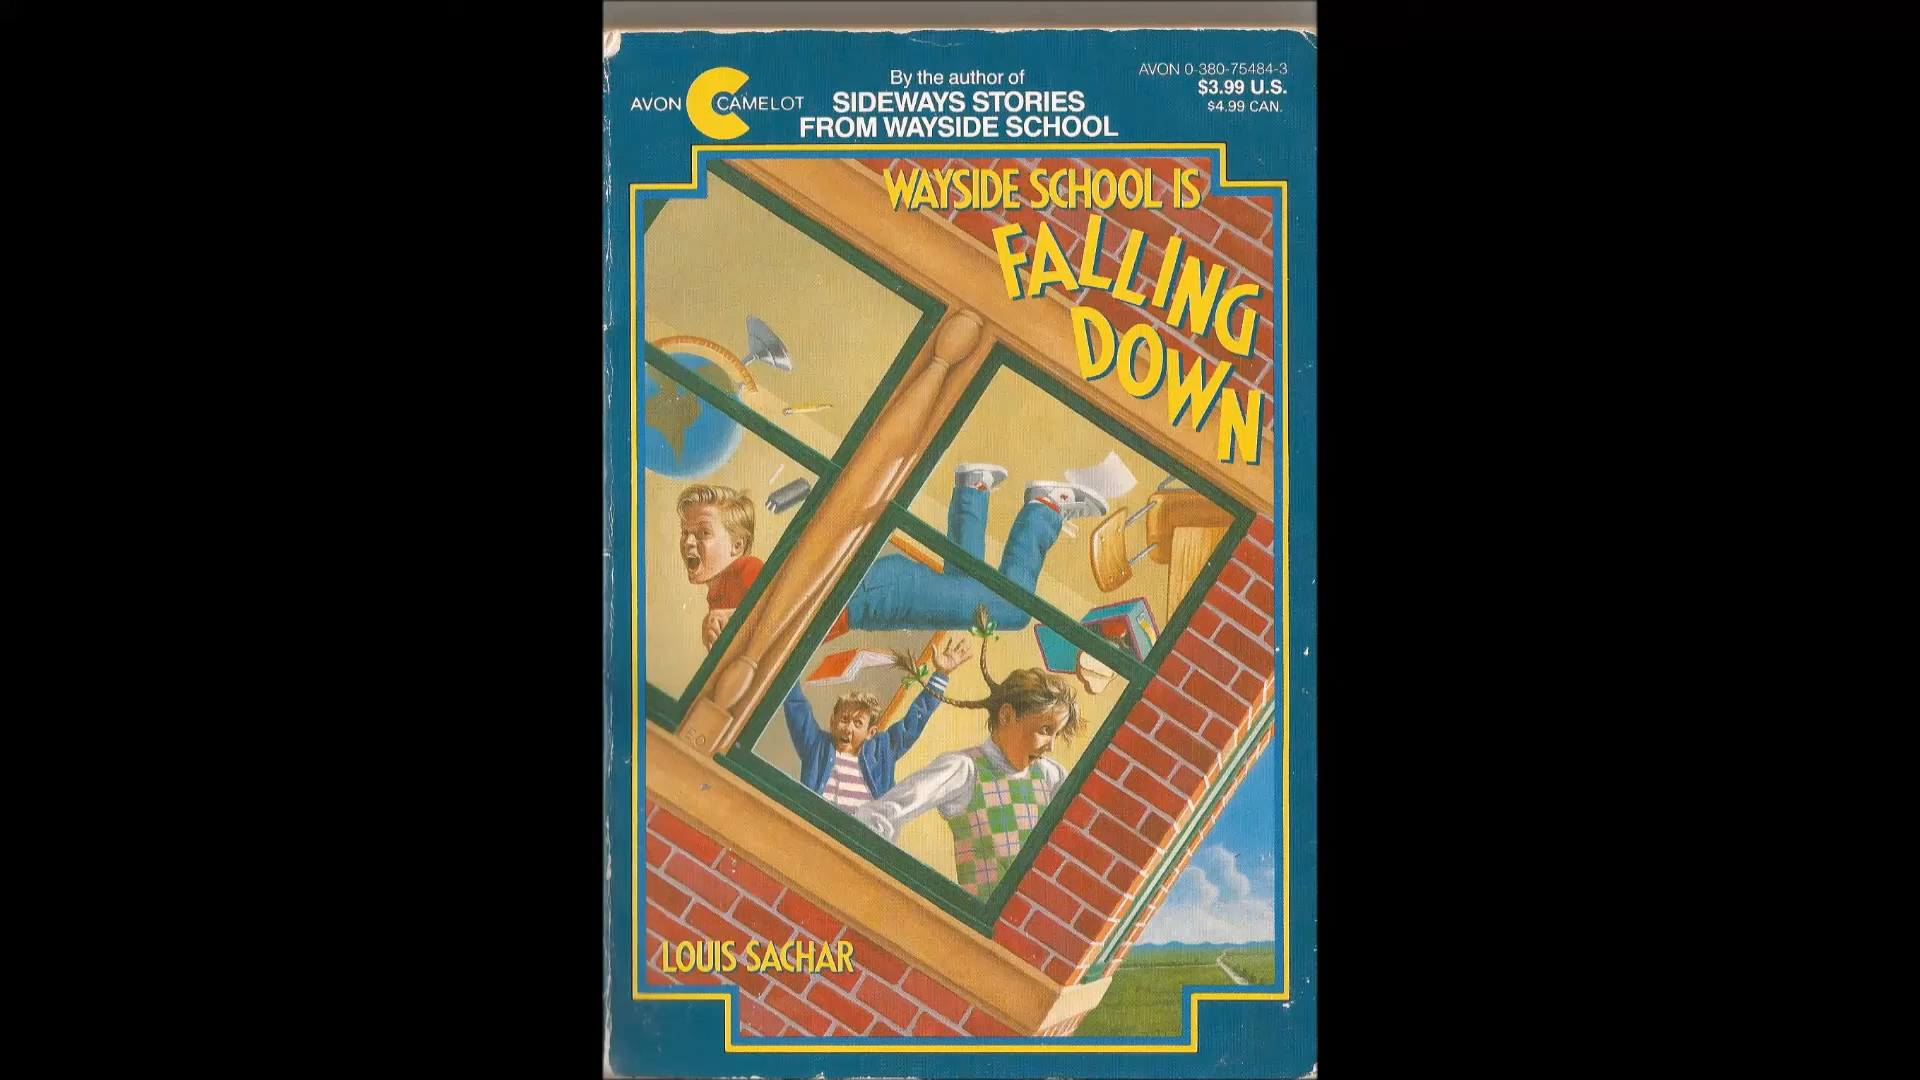 AVON CAMELOT
By the author of
SIDEWAYS STORIES
FROM WAYSIDE SCHOOL
AVON 0-380-75484-3
$3.99 U.S.
$4.99 CAN.
WAYSIDE SCHOOL IS
FALLING
DOWN
EO
LOUIS SACHAR